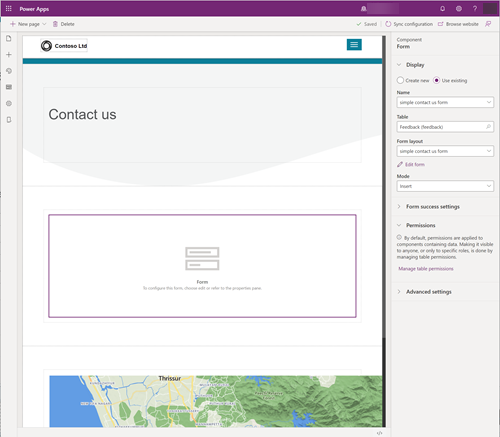 Power Apps
New page
Delete
Saved
Sync configuration
Browse website
Contoso Ltd
Contact us
Form
To configure this form, choose edit or refer to the properties pane.
Thrissur
Component
Form
Display
Create new
Use existing
Name
simple contact us form
Table
Feedback (feedback)
Form layout
simple contact us form
Edit form
Mode
Insert
Form success settings
Permissions
By default, permissions are applied to
components containing data. Making it visible
to anyone, or only to specific roles, is done by
managing table permissions.
Manage table permissions
Advanced settings